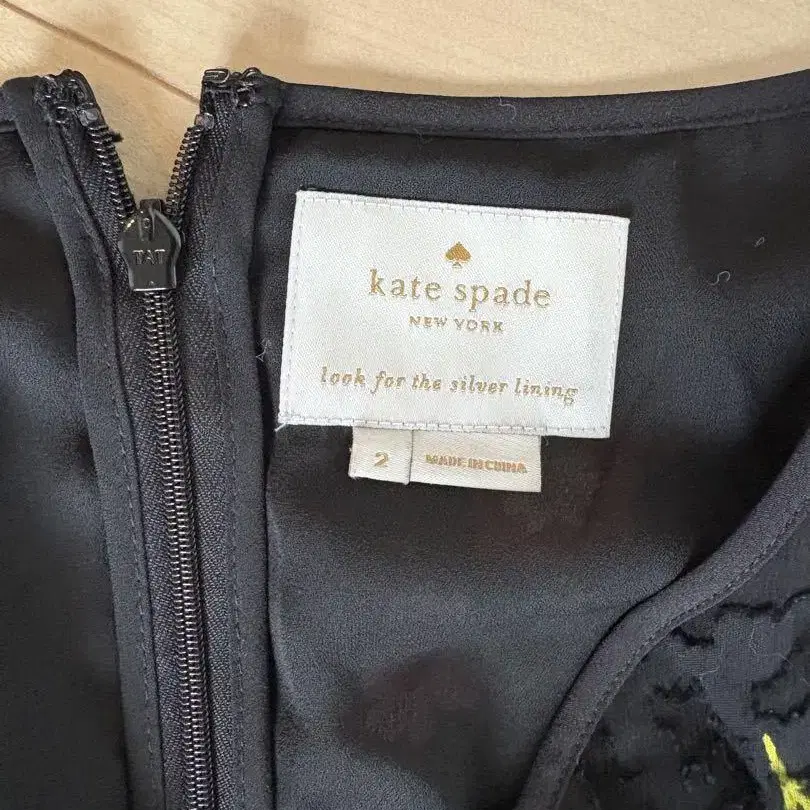 kate spade
NEW YORK
look for the silver lining
2
MADE IN CHINA